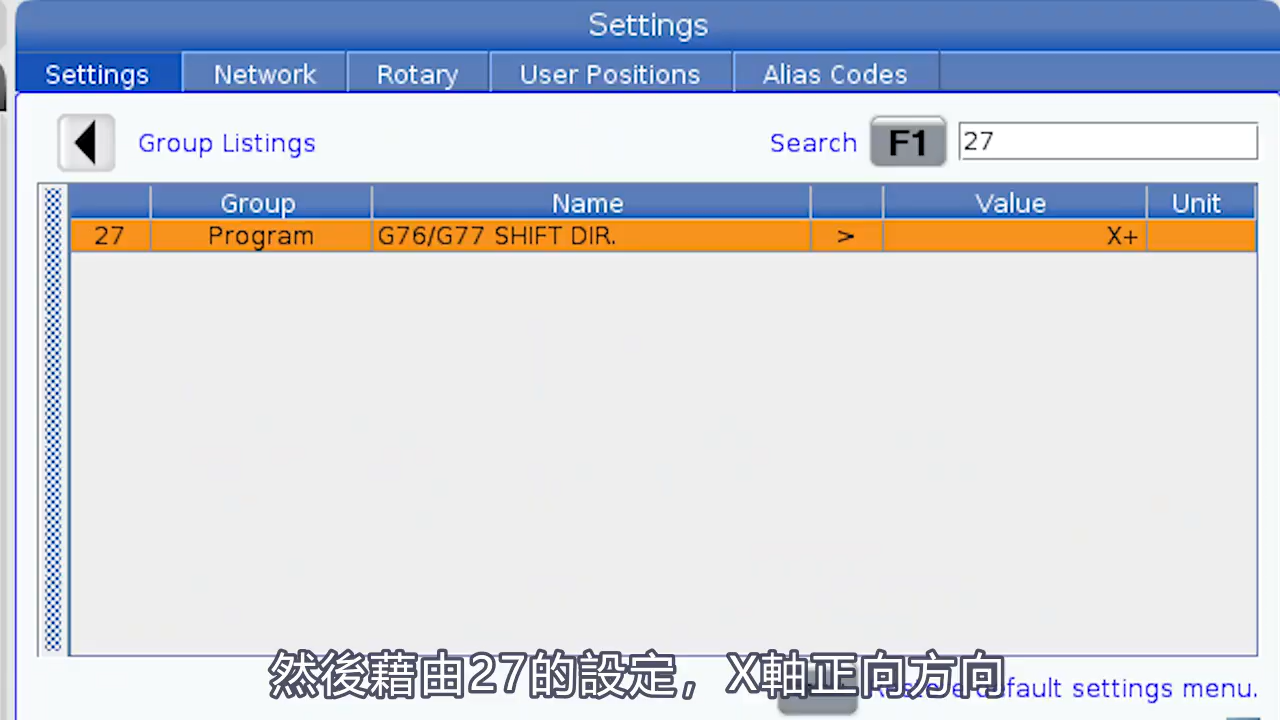 Settings
Settings Network Rotary User Positions Alias Codes
Group Listings Search F1 27
Group Name Value Unit
27 Program G76/G77 SHIFT DIR. > X+
然後藉由27的設定，X軸正向方向
default settings menu.